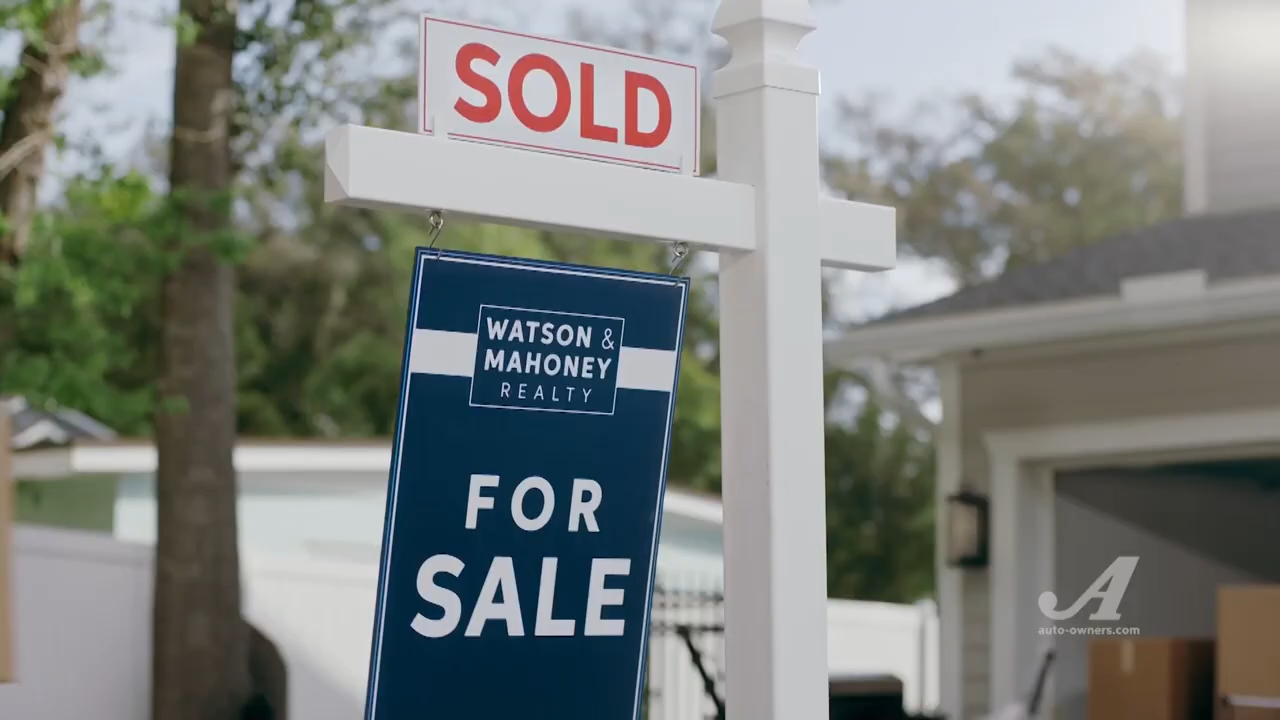 SOLD
WATSON &
MAHONEY
REALTY
FOR
SALE
A
auto-owners.com